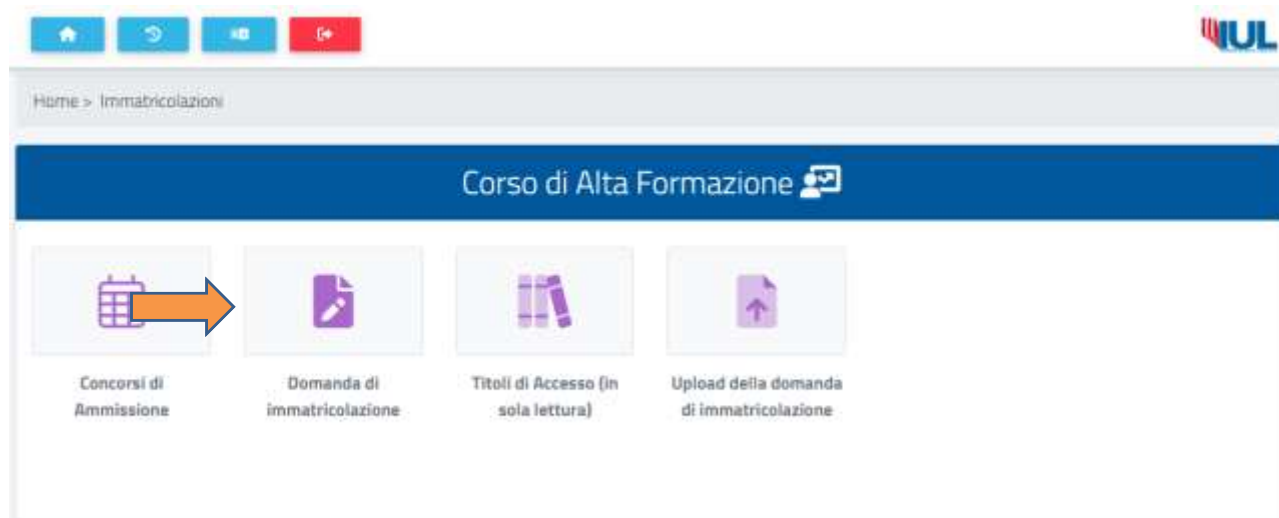 IUL
Home > Immatricolazioni
Corso di Alta Formazione
Concorsi di
Ammissione
Domanda di
immatricolazione
Titoli di Accesso (in
sola lettura)
Upload della domanda
di immatricolazione